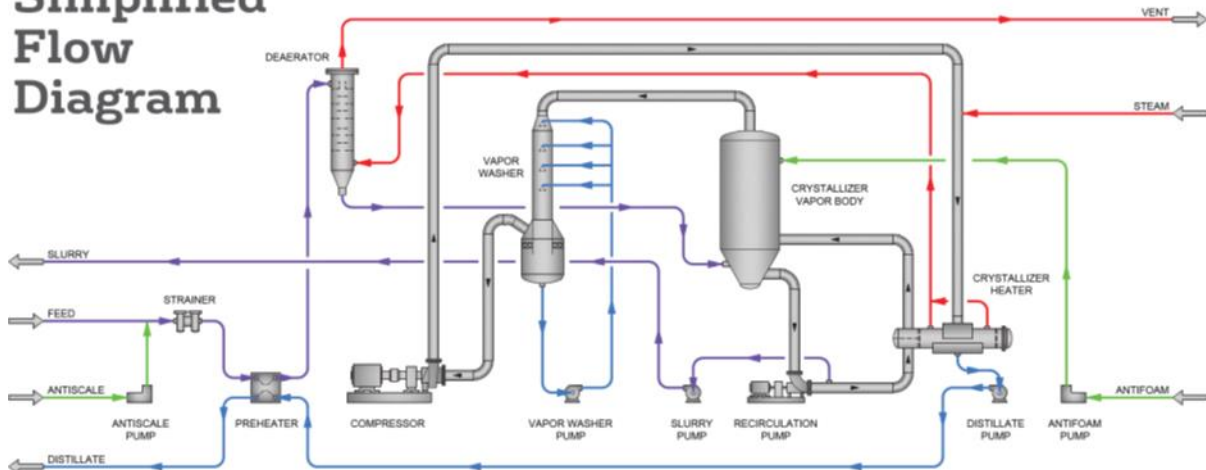 Simplified
Flow
Diagram
VENT
DEAERATOR
STEAM
VAPOR
WASHER
CRYSTALLIZER
VAPOR BODY
SLURRY
CRYSTALLIZER
HEATER
STRAINER
FEED
ANTISCALE
ANTIFOAM
ANTISCALE
PUMP
PREHEATER
COMPRESSOR
VAPOR WASHER
PUMP
SLURRY
PUMP
RECIRCULATION
PUMP
DISTILLATE
PUMP
ANTIFOAM
PUMP
DISTILLATE